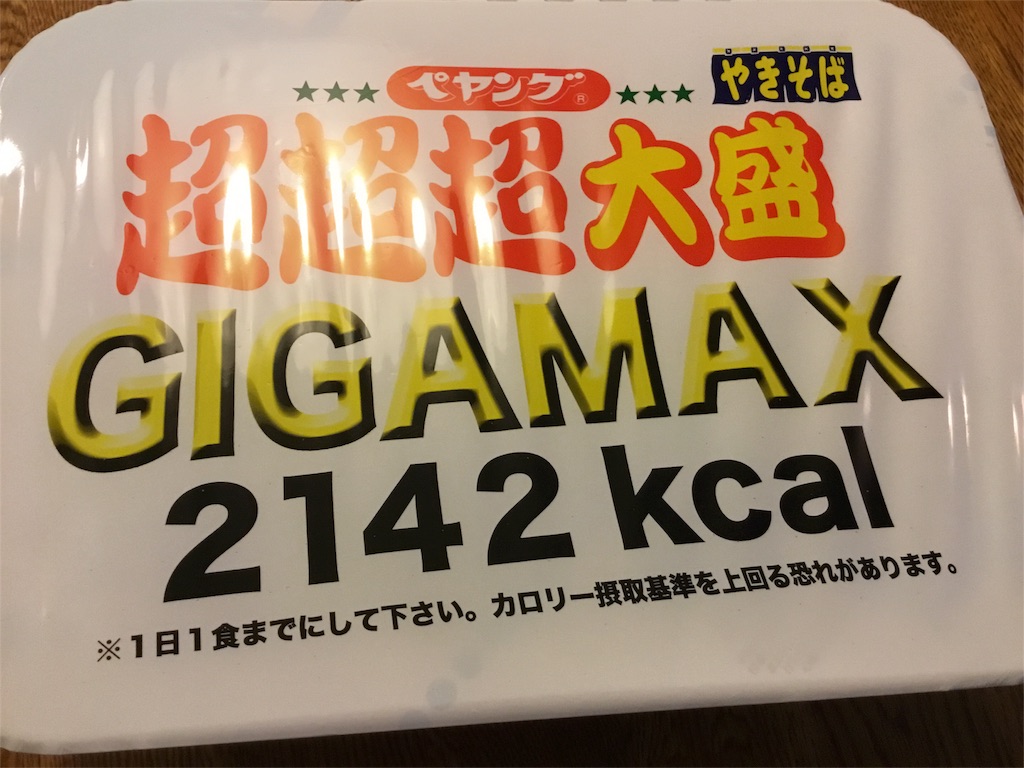 ★★★ ペヤング® ★★★ やきそば
超超超大盛
GIGAMAX
2142 kcal
※1日1食までにして下さい。カロリー摂取基準を上回る恐れがあります。